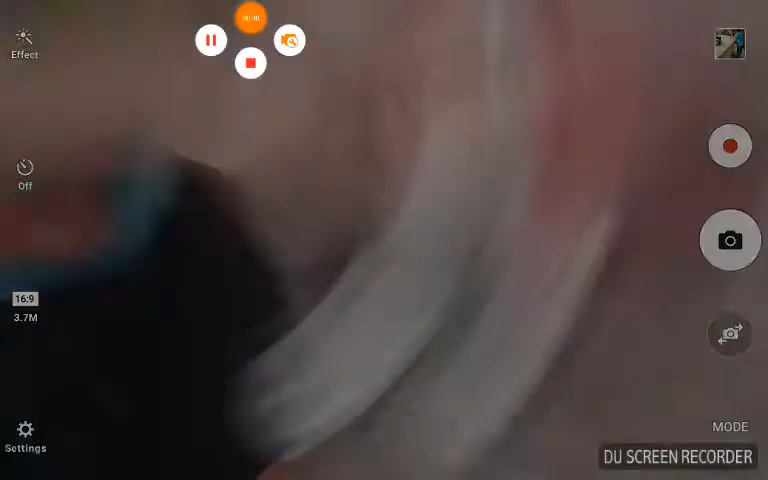 Effect
Off
16:9
3.7M
Settings
MODE
DU SCREEN RECORDER